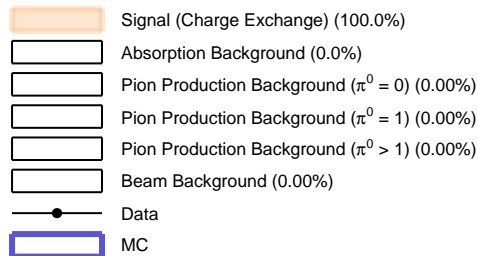 Signal (Charge Exchange) (100.0%)
Absorption Background (0.0%)
Pion Production Background (π⁰ = 0) (0.00%)
Pion Production Background (π⁰ = 1) (0.00%)
Pion Production Background (π⁰ > 1) (0.00%)
Beam Background (0.00%)
Data
MC